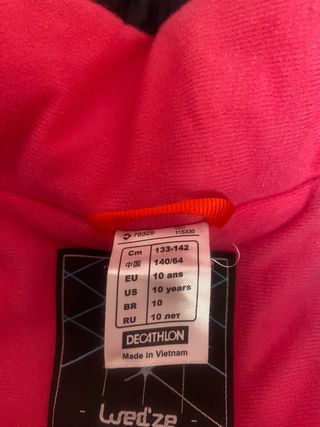 76329
115330
Cm 133-142
中国 140/64
EU 10 ans
US 10 years
BR 10
RU 10 лет
DECATHLON
Made in Vietnam
wed'ze